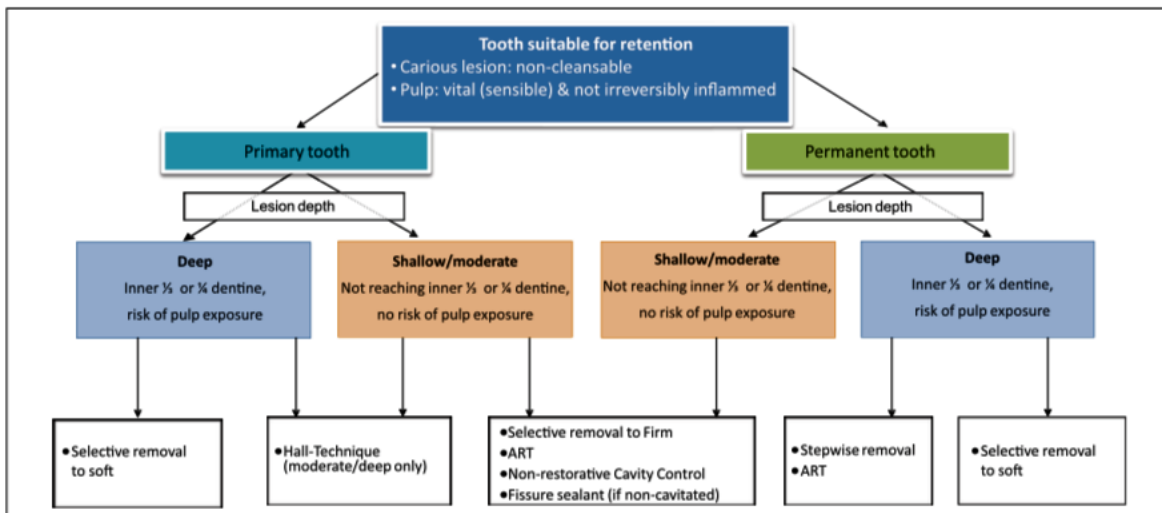 Tooth suitable for retention
• Carious lesion: non-cleansable
• Pulp: vital (sensible) & not irreversibly inflammed
Primary tooth
Permanent tooth
Lesion depth
Lesion depth
Deep
Inner ⅓ or ¼ dentine,
risk of pulp exposure
Shallow/moderate
Not reaching inner ⅓ or ¼ dentine,
no risk of pulp exposure
Shallow/moderate
Not reaching inner ⅓ or ¼ dentine,
no risk of pulp exposure
Deep
Inner ⅓ or ¼ dentine,
risk of pulp exposure
•Selective removal
to soft
•Hall-Technique
(moderate/deep only)
•Selective removal to Firm
•ART
•Non-restorative Cavity Control
•Fissure sealant (if non-cavitated)
•Stepwise removal
•ART
•Selective removal
to soft